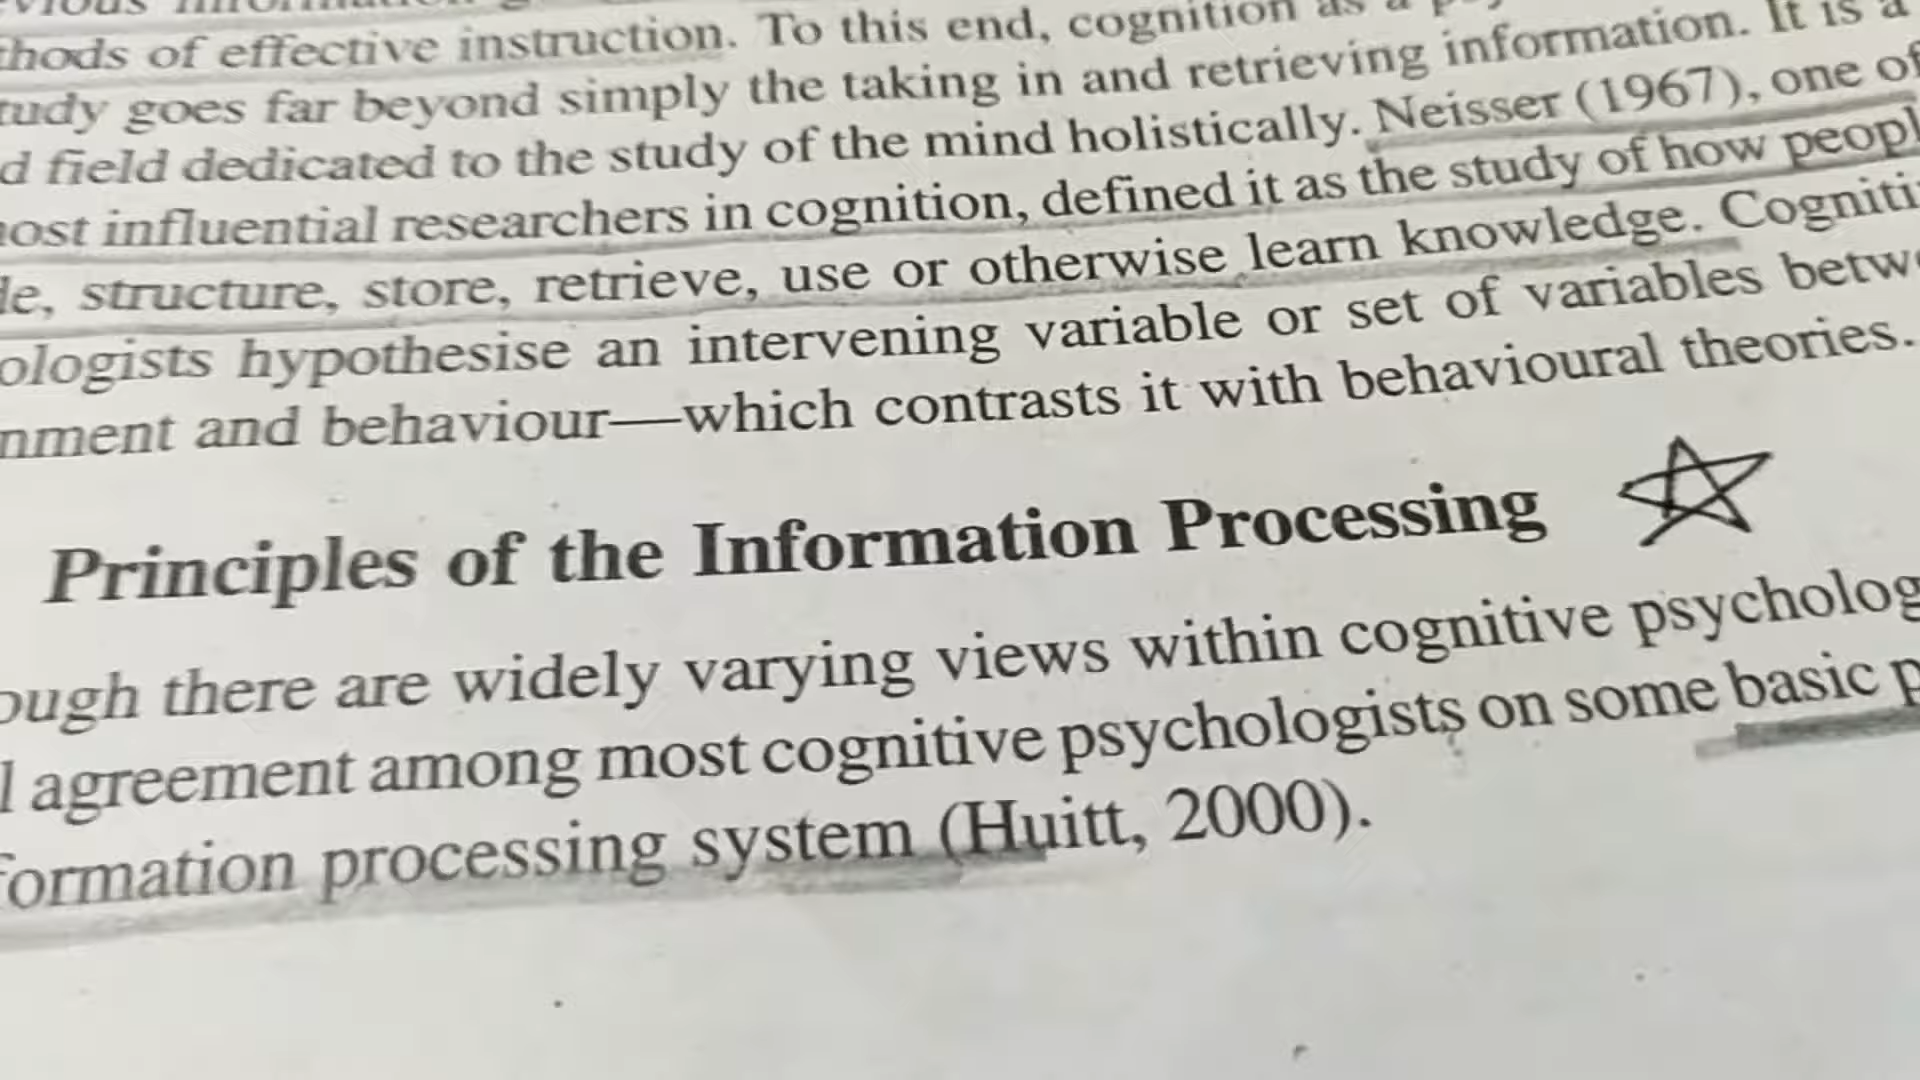 thods of effective instruction. To this end, cognition as a
tudy goes far beyond simply the taking in and retrieving information. It is a
d field dedicated to the study of the mind holistically. Neisser (1967), one of
ost influential researchers in cognition, defined it as the study of how peopl
le, structure, store, retrieve, use or otherwise learn knowledge. Cogniti
ologists hypothesise an intervening variable or set of variables betw
nment and behaviour—which contrasts it with behavioural theories.
Principles of the Information Processing
ough there are widely varying views within cognitive psycholog
l agreement among most cognitive psychologists on some basic p
formation processing system (Huitt, 2000).